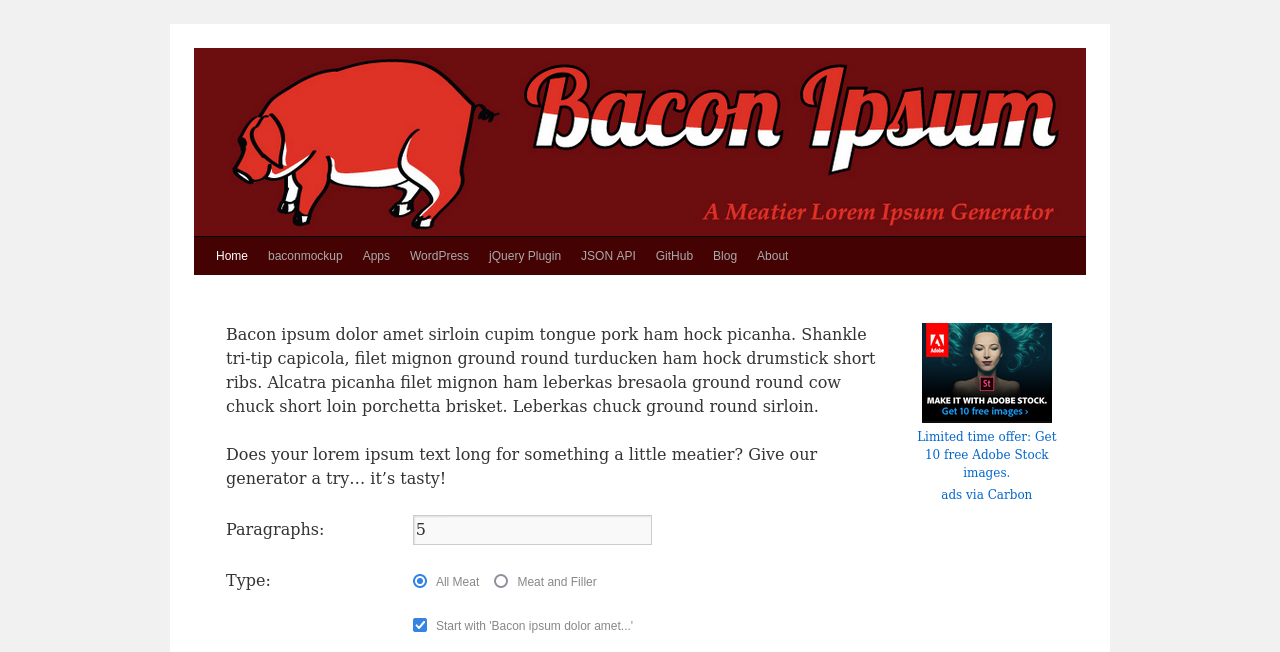 Bacon Ipsum
A Meatier Lorem Ipsum Generator
Home baconmockup Apps WordPress jQuery Plugin JSON API GitHub Blog About
Bacon ipsum dolor amet sirloin cupim tongue pork ham hock picanha. Shankle
tri-tip capicola, filet mignon ground round turducken ham hock drumstick short
ribs. Alcatra picanha filet mignon ham leberkas bresaola ground round cow
chuck short loin porchetta brisket. Leberkas chuck ground round sirloin.
Does your lorem ipsum text long for something a little meatier? Give our
generator a try… it’s tasty!
Paragraphs:
5
Type:
All Meat
Meat and Filler
Start with 'Bacon ipsum dolor amet...'
Adobe
St
MAKE IT WITH ADOBE STOCK.
Get 10 free images ›
Limited time offer: Get
10 free Adobe Stock
images.
ads via Carbon